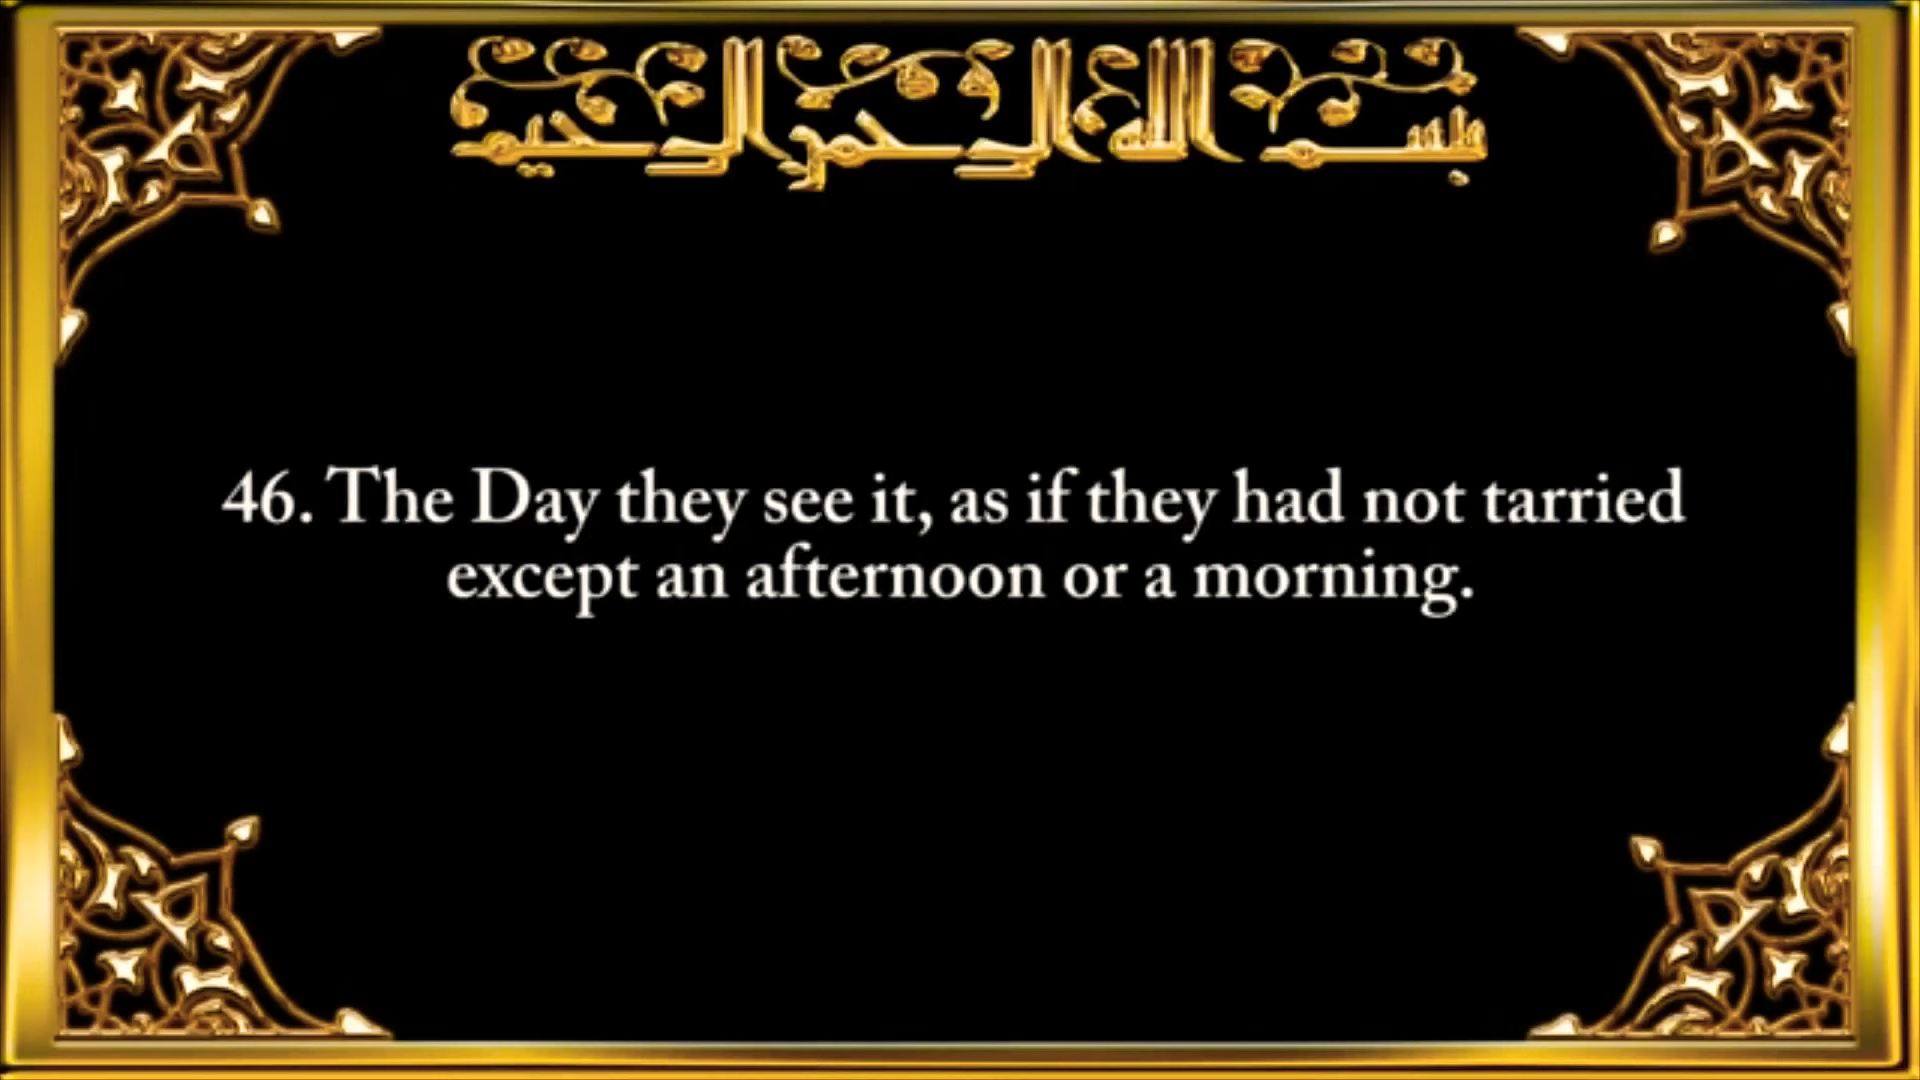 بسم الله الرحمن الرحيم
46. The Day they see it, as if they had not tarried
except an afternoon or a morning.